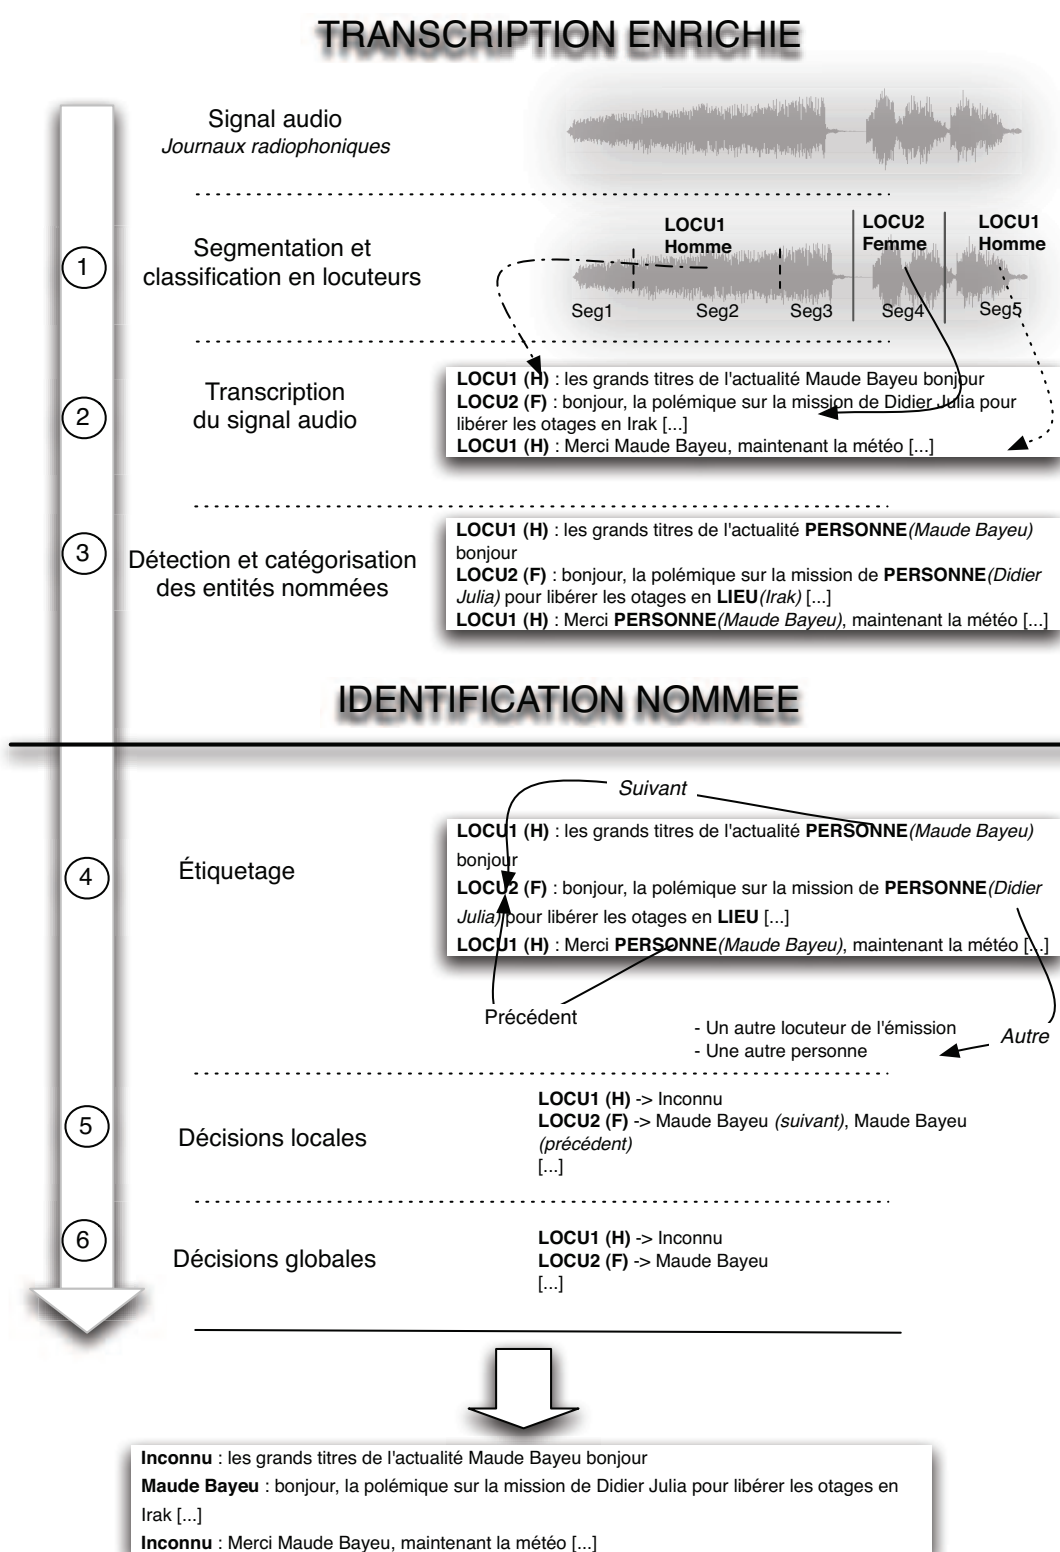 TRANSCRIPTION ENRICHIE
Signal audio
Journaux radiophoniques
1
Segmentation et
classification en locuteurs
LOCU1
Homme
LOCU2
Femme
LOCU1
Homme
Seg1
Seg2
Seg3
Seg4
Seg5
2
Transcription
du signal audio
LOCU1 (H) : les grands titres de l'actualité Maude Bayeu bonjour
LOCU2 (F) : bonjour, la polémique sur la mission de Didier Julia pour
libérer les otages en Irak [...]
LOCU1 (H) : Merci Maude Bayeu, maintenant la météo [...]
3
Détection et catégorisation
des entités nommées
LOCU1 (H) : les grands titres de l'actualité PERSONNE(Maude Bayeu)
bonjour
LOCU2 (F) : bonjour, la polémique sur la mission de PERSONNE(Didier
Julia) pour libérer les otages en LIEU(Irak) [...]
LOCU1 (H) : Merci PERSONNE(Maude Bayeu), maintenant la météo [...]
IDENTIFICATION NOMMEE
4
Étiquetage
Suivant
LOCU1 (H) : les grands titres de l'actualité PERSONNE(Maude Bayeu)
bonjour
LOCU2 (F) : bonjour, la polémique sur la mission de PERSONNE(Didier
Julia) pour libérer les otages en LIEU [...]
LOCU1 (H) : Merci PERSONNE(Maude Bayeu), maintenant la météo [...]
Précédent
- Un autre locuteur de l'émission
- Une autre personne
Autre
5
Décisions locales
LOCU1 (H) -> Inconnu
LOCU2 (F) -> Maude Bayeu (suivant), Maude Bayeu
(précédent)
[...]
6
Décisions globales
LOCU1 (H) -> Inconnu
LOCU2 (F) -> Maude Bayeu
[...]
Inconnu : les grands titres de l'actualité Maude Bayeu bonjour
Maude Bayeu : bonjour, la polémique sur la mission de Didier Julia pour libérer les otages en
Irak [...]
Inconnu : Merci Maude Bayeu, maintenant la météo [...]